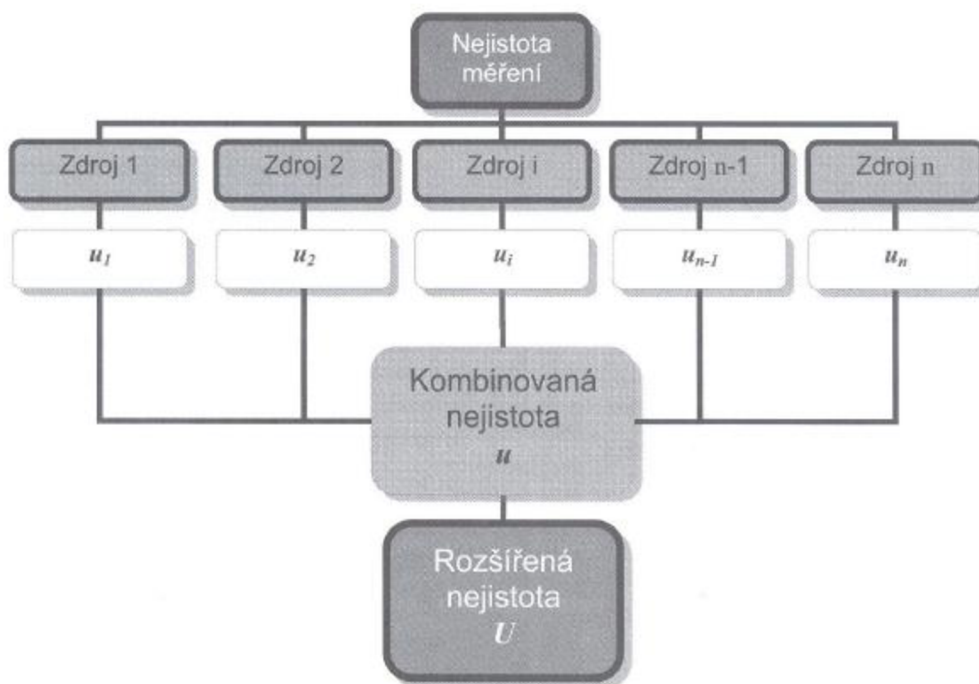 Nejistota
měření
Zdroj 1
Zdroj 2
Zdroj i
Zdroj n-1
Zdroj n
u1
u2
ui
un-1
un
Kombinovaná
nejistota
u
Rozšířená
nejistota
U